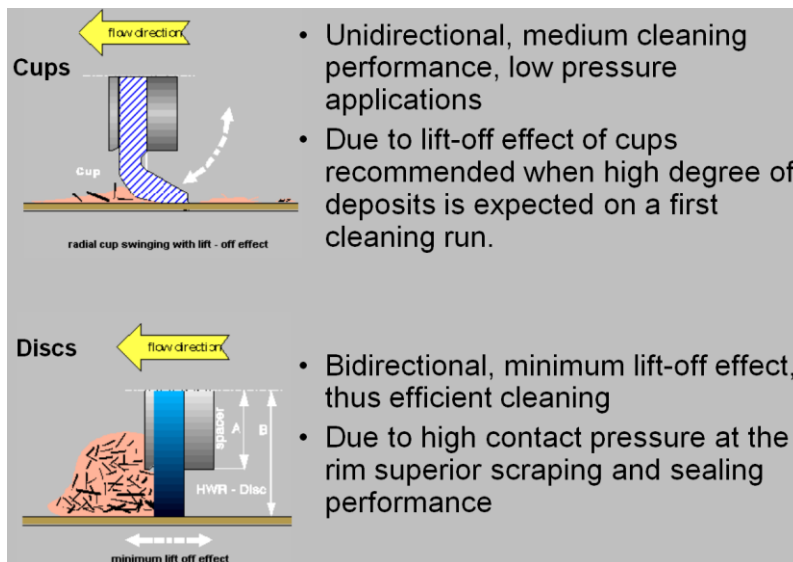 flow direction
Cups
Cup
radial cup swinging with lift - off effect
• Unidirectional, medium cleaning
performance, low pressure
applications
• Due to lift-off effect of cups
recommended when high degree of
deposits is expected on a first
cleaning run.
Discs
flow direction
spacer
A
B
HWR - Disc
minimum lift off effect
• Bidirectional, minimum lift-off effect,
thus efficient cleaning
• Due to high contact pressure at the
rim superior scraping and sealing
performance